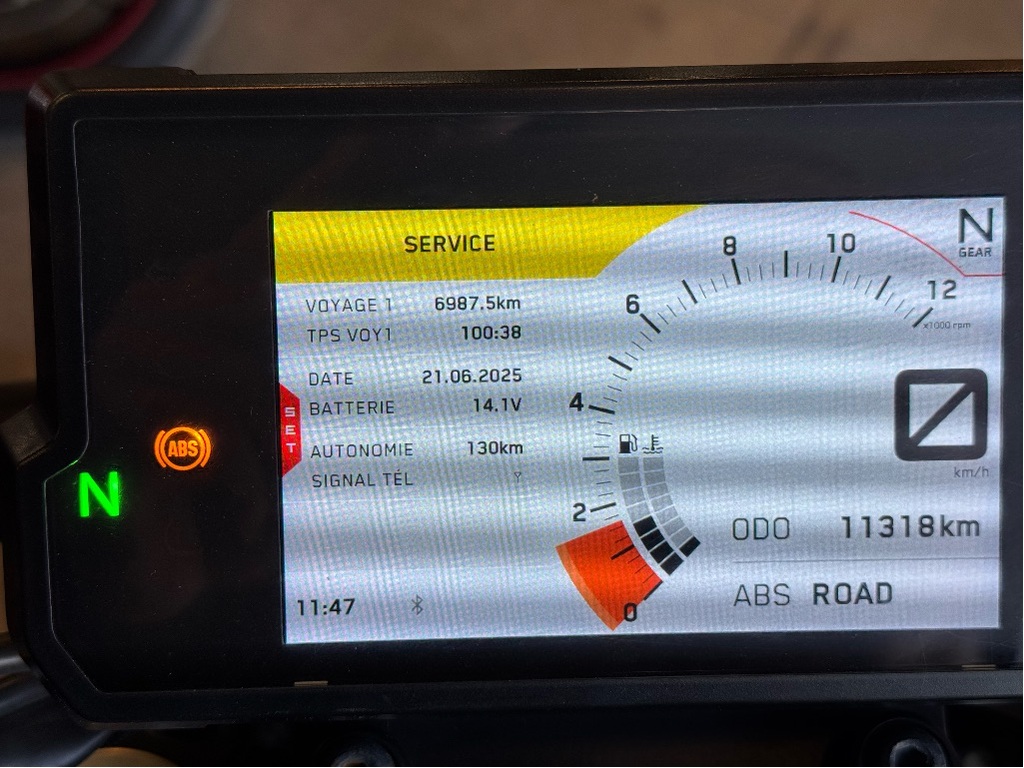 SERVICE
VOYAGE 1 6987.5km
TPS VOY1 100:38
DATE 21.06.2025
BATTERIE 14.1V
AUTONOMIE 130km
SIGNAL TÉL
SET
11:47
ABS
N
0
2
4
6
8
10
12
x1000 rpm
N
GEAR
0
km/h
ODO 11318km
ABS ROAD